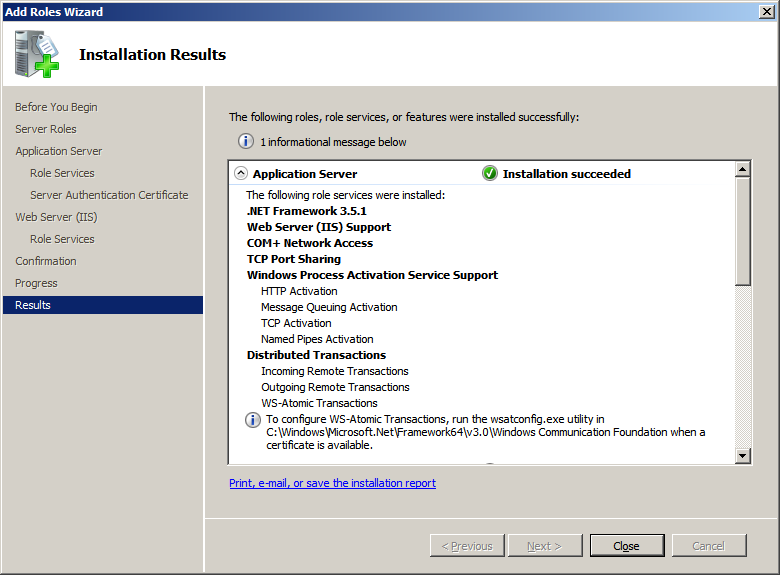 Add Roles Wizard
Installation Results
Before You Begin
Server Roles
Application Server
Role Services
Server Authentication Certificate
Web Server (IIS)
Role Services
Confirmation
Progress
Results
The following roles, role services, or features were installed successfully:
1 informational message below
Application Server
Installation succeeded
The following role services were installed:
.NET Framework 3.5.1
Web Server (IIS) Support
COM+ Network Access
TCP Port Sharing
Windows Process Activation Service Support
HTTP Activation
Message Queuing Activation
TCP Activation
Named Pipes Activation
Distributed Transactions
Incoming Remote Transactions
Outgoing Remote Transactions
WS-Atomic Transactions
To configure WS-Atomic Transactions, run the wsatconfig.exe utility in
C:\Windows\Microsoft.Net\Framework64\v3.0\Windows Communication Foundation when a
certificate is available.
Print, e-mail, or save the installation report
< Previous
Next >
Close
Cancel